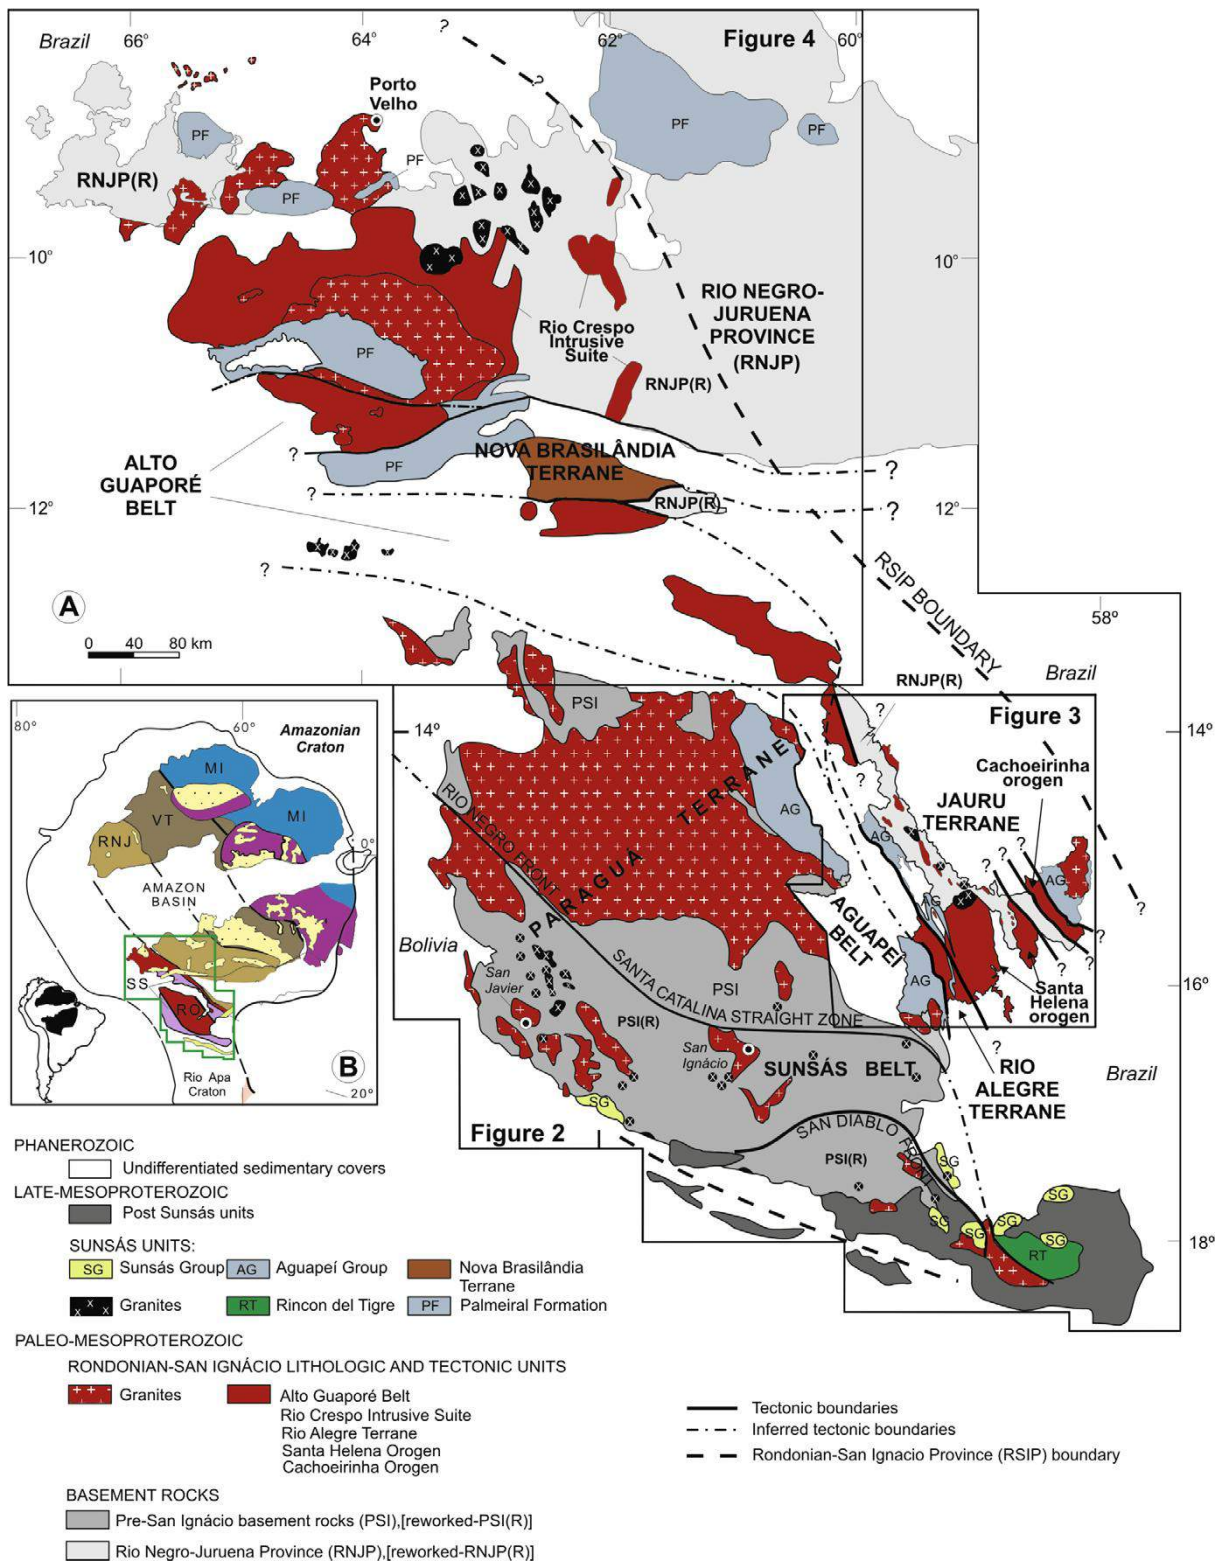 Brazil
66°
64°
62°
Figure 4
60°
?
?
Porto
Velho
PF
PF
PF
PF
RNJP(R)
PF
10°
10°
RIO NEGRO-
JURUENA
PROVINCE
(RNJP)
Rio Crespo
Intrusive
Suite
PF
RNJP(R)
NOVA BRASILÂNDIA
TERRANE
?
PF
?
ALTO
GUAPORÉ
BELT
?
RNJP(R)
?
12°
12°
?
RSIP BOUNDARY
A
0 40 80 km
58°
Brazil
RNJP(R)
PSI
?
Figure 3
14°
14°
80°
60°
Amazonian
Craton
MI
VT
MI
RNJ
0°
AMAZON
BASIN
SS
RO
Rio Apa
Craton
B
20°
RIO NEGRO FRONT
PARAGUÁ TERRANE
AG
Cachoeirinha
orogen
JAURU
TERRANE
?
AG
?
?
?
AG
AG
?
?
?
?
AGUAPEÍ
BELT
Bolivia
San
Javier
SANTA CATALINA STRAIGHT ZONE
PSI
AG
16°
16°
Santa
Helena
orogen
PSI(R)
San
Ignácio
SUNSÁS BELT
?
RIO
ALEGRE
TERRANE
Brazil
SG
Figure 2
SAN DIABLO FRONT
PSI(R)
SG
SG
SG
SG
SG
SG
RT
18°
18°
PHANEROZOIC
Undifferentiated sedimentary covers
LATE-MESOPROTEROZOIC
Post Sunsás units
SUNSÁS UNITS:
SG Sunsás Group AG Aguapeí Group Nova Brasilândia
Terrane
Granites RT Rincon del Tigre PF Palmeiral Formation
PALEO-MESOPROTEROZOIC
RONDONIAN-SAN IGNÁCIO LITHOLOGIC AND TECTONIC UNITS
Granites Alto Guaporé Belt
Rio Crespo Intrusive Suite
Rio Alegre Terrane
Santa Helena Orogen
Cachoeirinha Orogen
Tectonic boundaries
Inferred tectonic boundaries
Rondonian-San Ignacio Province (RSIP) boundary
BASEMENT ROCKS
Pre-San Ignácio basement rocks (PSI),[reworked-PSI(R)]
Rio Negro-Juruena Province (RNJP),[reworked-RNJP(R)]